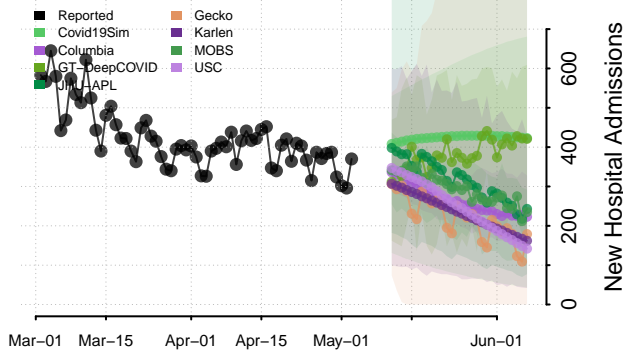 Reported
Covid19Sim
Columbia
GT−DeepCOVID
JHU−APL
Gecko
Karlen
MOBS
USC
0
200
400
600
New Hospital Admissions
Mar−01
Mar−15
Apr−01
Apr−15
May−01
Jun−01